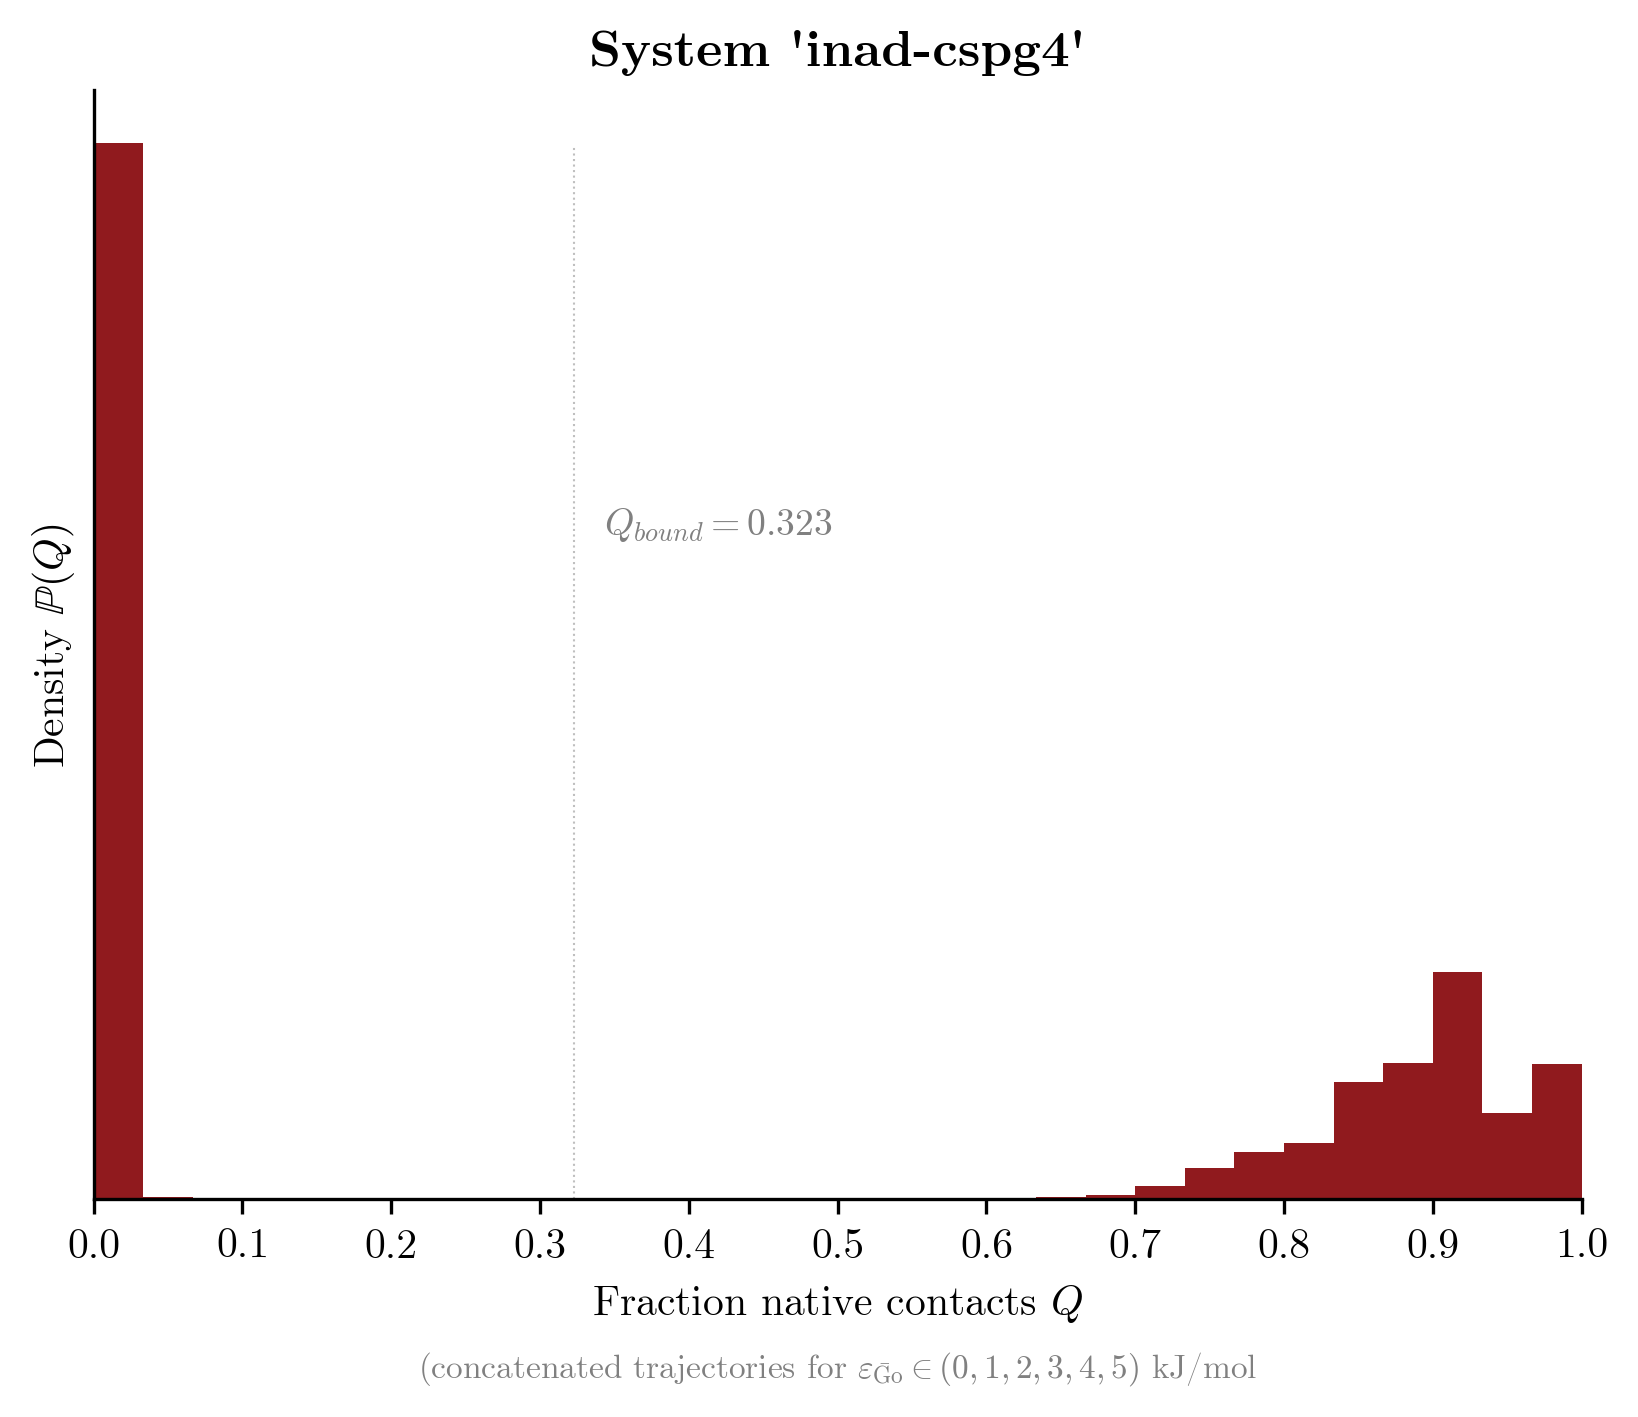 System 'inad-cspg4'
Density ℙ(Q)
Q_bound = 0.323
0.0 0.1 0.2 0.3 0.4 0.5 0.6 0.7 0.8 0.9 1.0
Fraction native contacts Q
(concatenated trajectories for ε_Ḡo ∈ (0, 1, 2, 3, 4, 5) kJ/mol